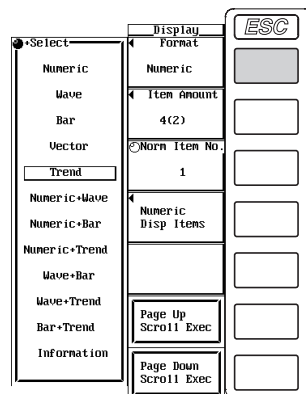 Display
ESC
+Select
Numeric
Wave
Bar
Vector
Trend
Numeric+Wave
Numeric+Bar
Numeric+Trend
Wave+Bar
Wave+Trend
Bar+Trend
Information
Format
Numeric
Item Amount
4(2)
Norm Item No.
1
Numeric
Disp Items
Page Up
Scroll Exec
Page Down
Scroll Exec